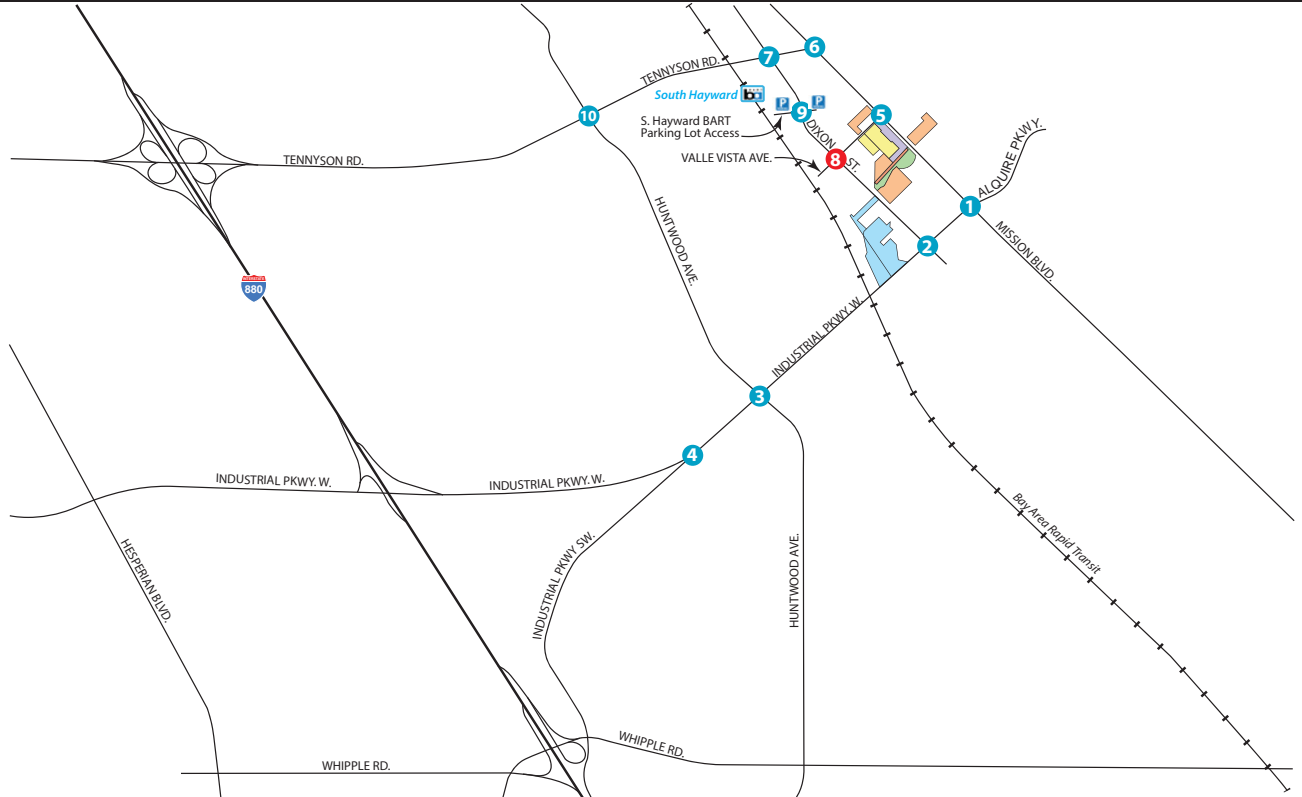 6
7
TENNYSON RD.
South Hayward
ba
P
P
10
9
5
S. Hayward BART
Parking Lot Access
DIXON ST.
ALQUIRE PKWY.
VALLE VISTA AVE.
8
TENNYSON RD.
1
HUNTWOOD AVE.
2
MISSION BLVD.
880
INDUSTRIAL PKWY. W.
3
4
INDUSTRIAL PKWY. W.
INDUSTRIAL PKWY. W.
Bay Area Rapid Transit
HESPERIAN BLVD.
INDUSTRIAL PKWY SW.
HUNTWOOD AVE.
WHIPPLE RD.
WHIPPLE RD.